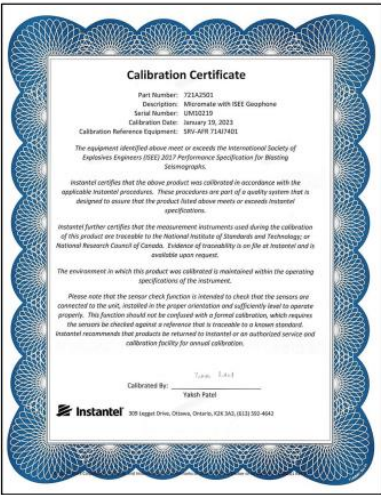 Calibration Certificate
Part Number: 721A2501
Description: Micromate with ISEE Geophone
Serial Number: UM10219
Calibration Date: January 19, 2023
Calibration Reference Equipment: SRV-AFR 714J7401
The equipment identified above meet or exceeds the International Society of
Explosives Engineers (ISEE) 2017 Performance Specification for Blasting
Seismographs.
Instantel certifies that the above product was calibrated in accordance with the
applicable Instantel procedures. These procedures are part of a quality system that is
designed to assure that the product listed above meets or exceeds Instantel
specifications.
Instantel further certifies that the measurement instruments used during the calibration
of this product are traceable to the National Institute of Standards and Technology; or
National Research Council of Canada. Evidence of traceability is on file at Instantel and is
available upon request.
The environment in which this product was calibrated is maintained within the operating
specifications of the instrument.
Please note that the sensor check function is intended to check that the sensors are
connected to the unit, installed in the proper orientation and sufficiently level to operate
properly. This function should not be confused with a formal calibration, which requires
the sensors be checked against a reference that is traceable to a known standard.
Instantel recommends that products be returned to Instantel or an authorized service and
calibration facility for annual calibration.
Calibrated By:
Yaksh Patel
Instantel 309 Legget Drive, Ottawa, Ontario, K2K 3A3, (613) 592-4642